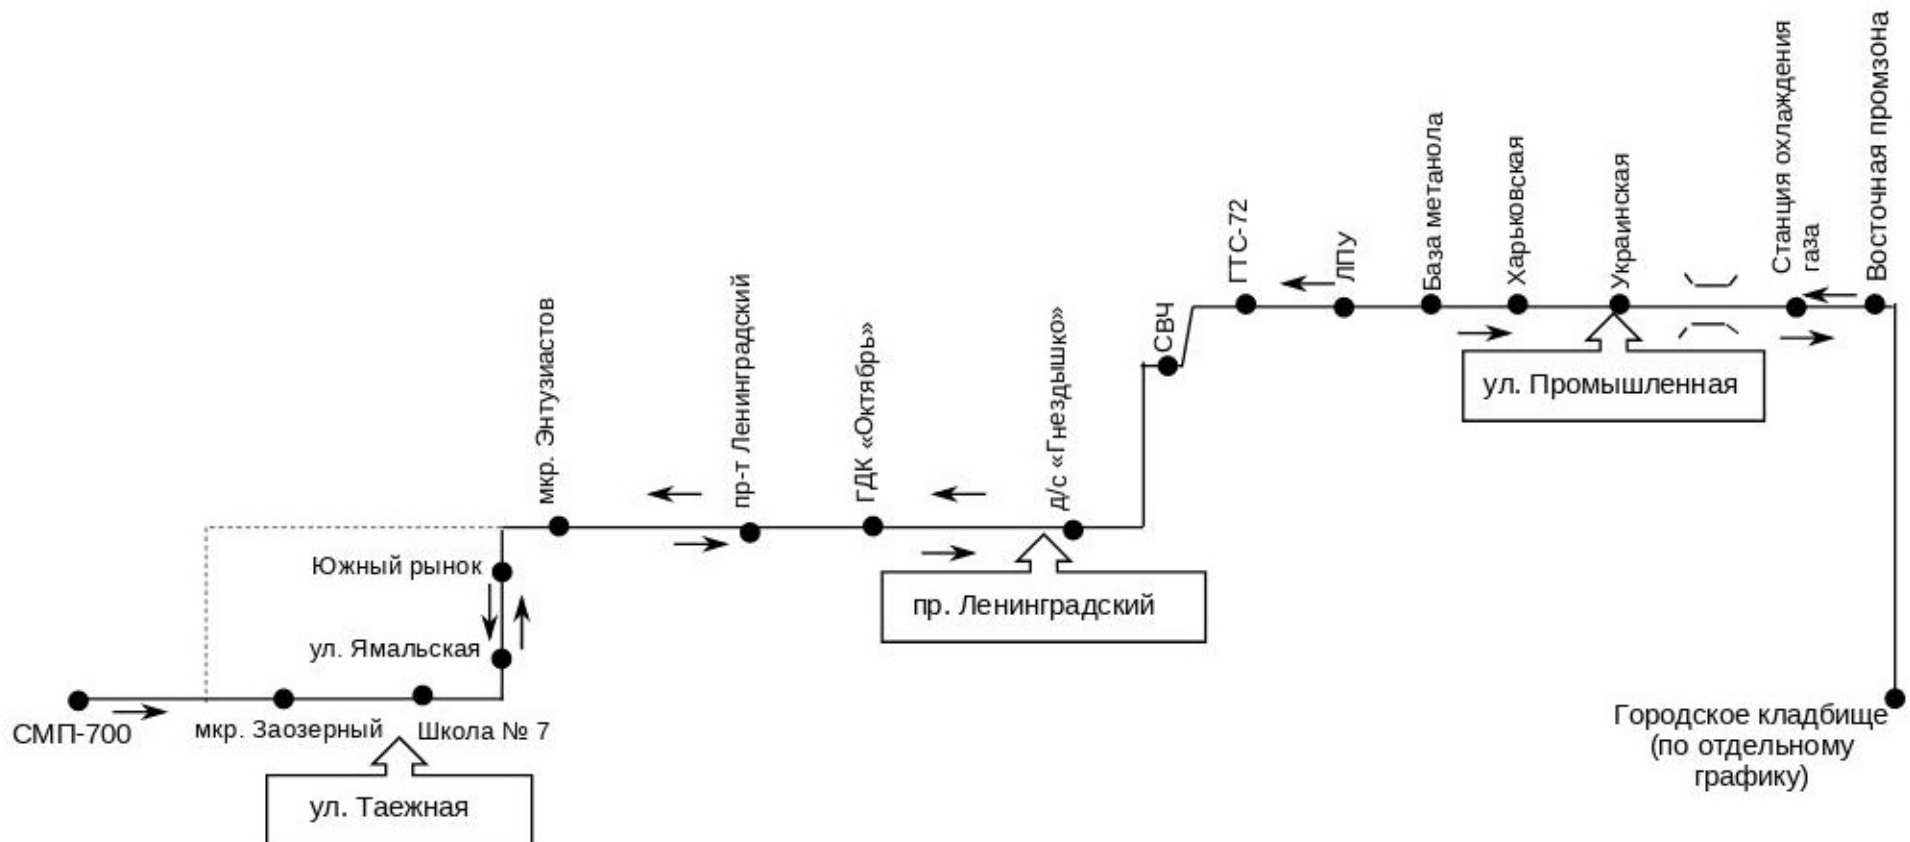 СМП-700
мкр. Заозерный
Школа № 7
ул. Таежная
ул. Ямальская
Южный рынок
мкр. Энтузиастов
пр-т Ленинградский
ГДК «Октябрь»
д/с «Гнездышко»
пр. Ленинградский
СВЧ
ГТС-72
ЛПУ
База метанола
Харьковская
Украинская
ул. Промышленная
Станция охлаждения
газа
Восточная промзона
Городское кладбище
(по отдельному
графику)